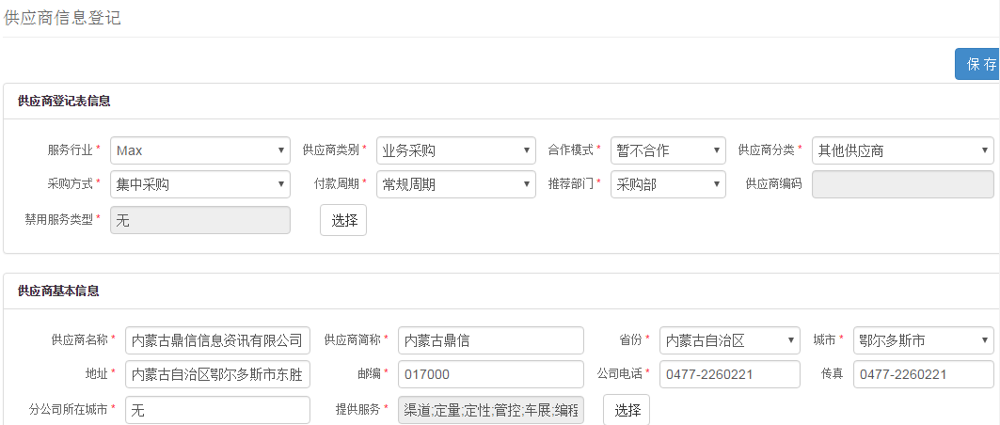 供应商信息登记
保 存
供应商登记表信息
服务行业 * Max 供应商类别 * 业务采购 合作模式 * 暂不合作 供应商分类 * 其他供应商
采购方式 * 集中采购 付款周期 * 常规周期 推荐部门 * 采购部 供应商编码
禁用服务类型 * 无 选择
供应商基本信息
供应商名称 * 内蒙古鼎信信息资讯有限公司 供应商简称 * 内蒙古鼎信 省份 * 内蒙古自治区 城市 * 鄂尔多斯市
地址 * 内蒙古自治区鄂尔多斯市东胜 邮编 * 017000 公司电话 * 0477-2260221 传真 0477-2260221
分公司所在城市 * 无 提供服务 * 渠道;定量;定性;管控;车展;编程 选择